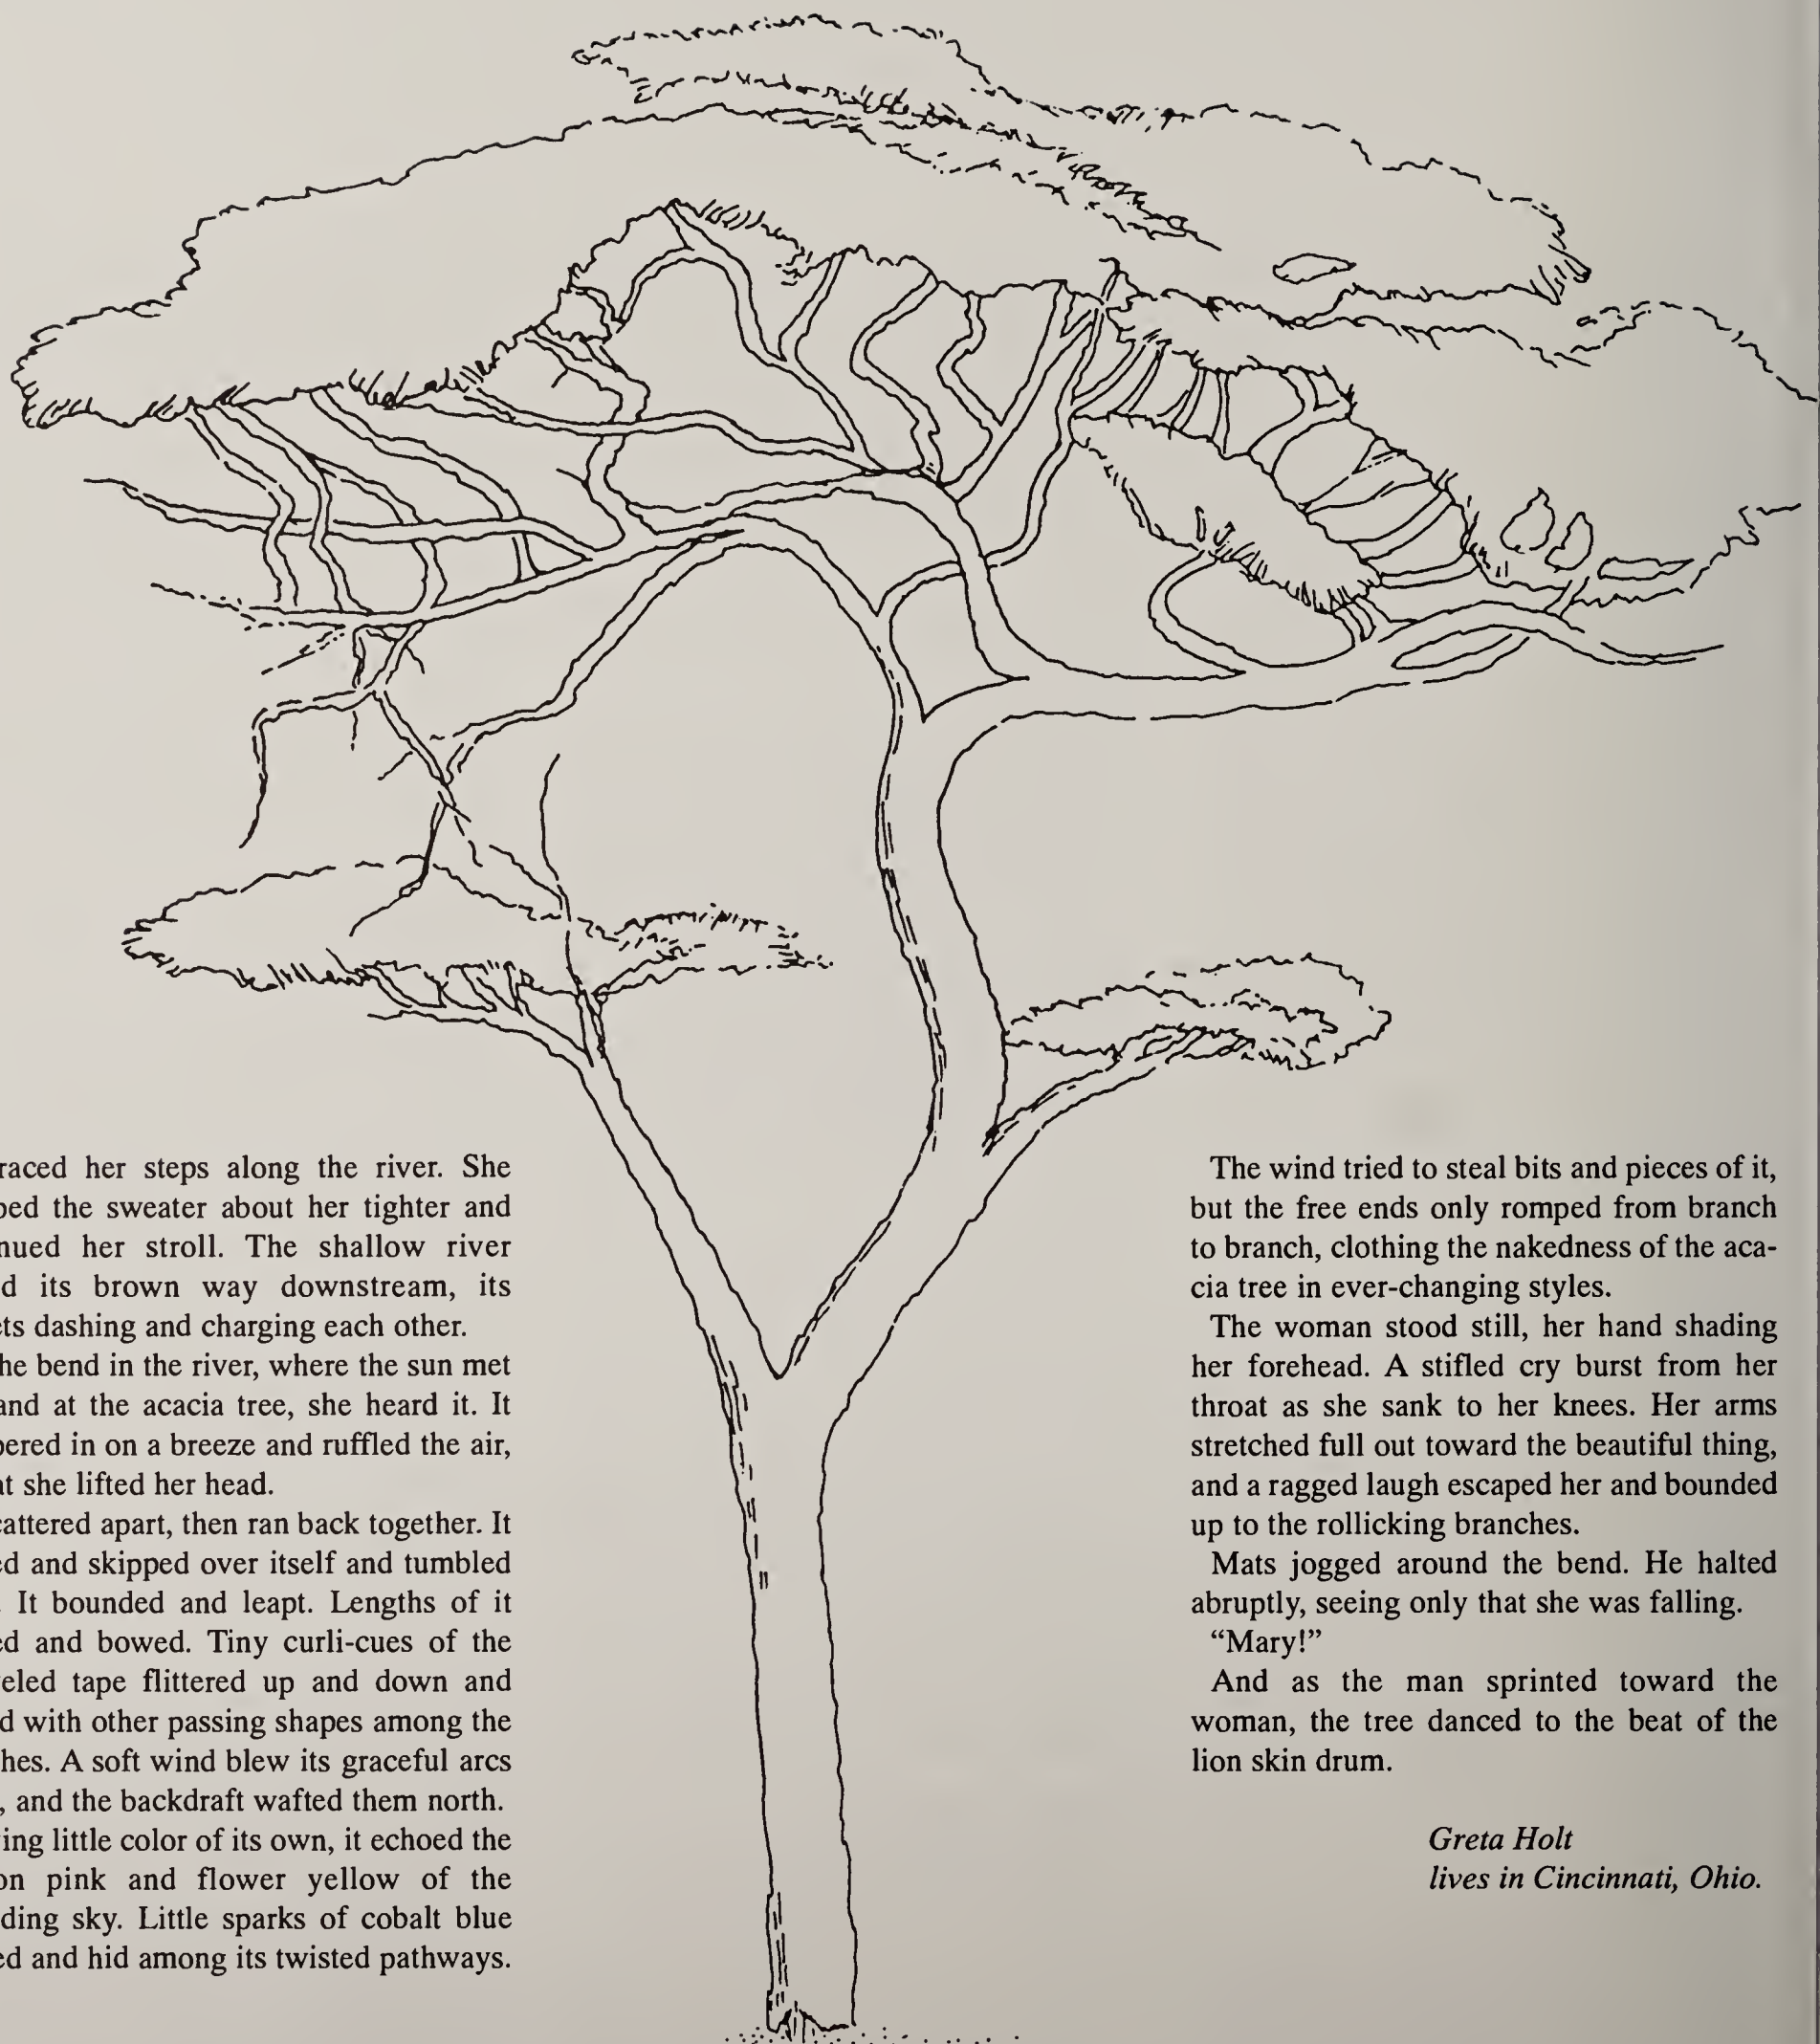 raced her steps along the river. She
ped the sweater about her tighter and
nued her stroll. The shallow river
d its brown way downstream, its
ets dashing and charging each other.
he bend in the river, where the sun met
and at the acacia tree, she heard it. It
pered in on a breeze and ruffled the air,
at she lifted her head.
cattered apart, then ran back together. It
ed and skipped over itself and tumbled
. It bounded and leapt. Lengths of it
ed and bowed. Tiny curli-cues of the
veled tape flittered up and down and
d with other passing shapes among the
hes. A soft wind blew its graceful arcs
, and the backdraft wafted them north.
ving little color of its own, it echoed the
on pink and flower yellow of the
ding sky. Little sparks of cobalt blue
ed and hid among its twisted pathways.
The wind tried to steal bits and pieces of it,
but the free ends only romped from branch
to branch, clothing the nakedness of the aca-
cia tree in ever-changing styles.
The woman stood still, her hand shading
her forehead. A stifled cry burst from her
throat as she sank to her knees. Her arms
stretched full out toward the beautiful thing,
and a ragged laugh escaped her and bounded
up to the rollicking branches.
Mats jogged around the bend. He halted
abruptly, seeing only that she was falling.
“Mary!”
And as the man sprinted toward the
woman, the tree danced to the beat of the
lion skin drum.
Greta Holt
lives in Cincinnati, Ohio.